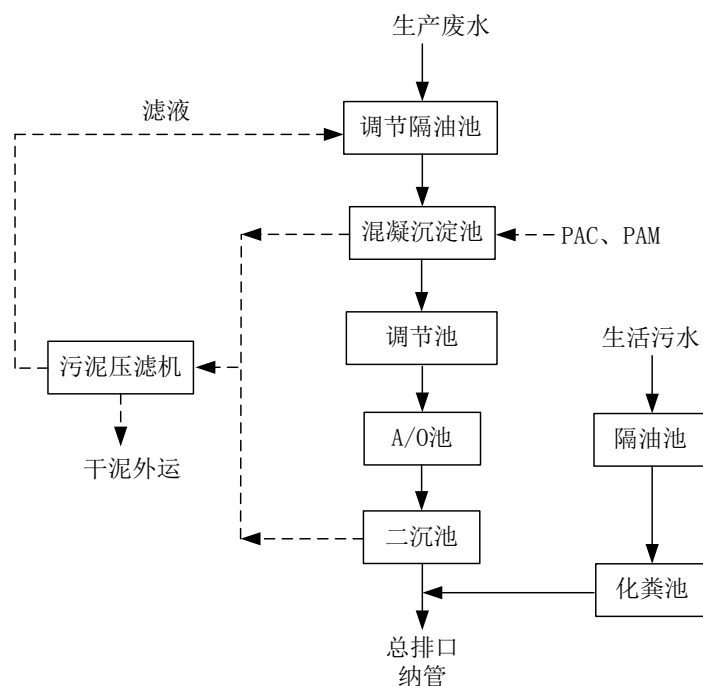 生产废水
滤液
调节隔油池
混凝沉淀池
PAC、PAM
调节池
生活污水
污泥压滤机
A/O池
隔油池
干泥外运
二沉池
化粪池
总排口
纳管